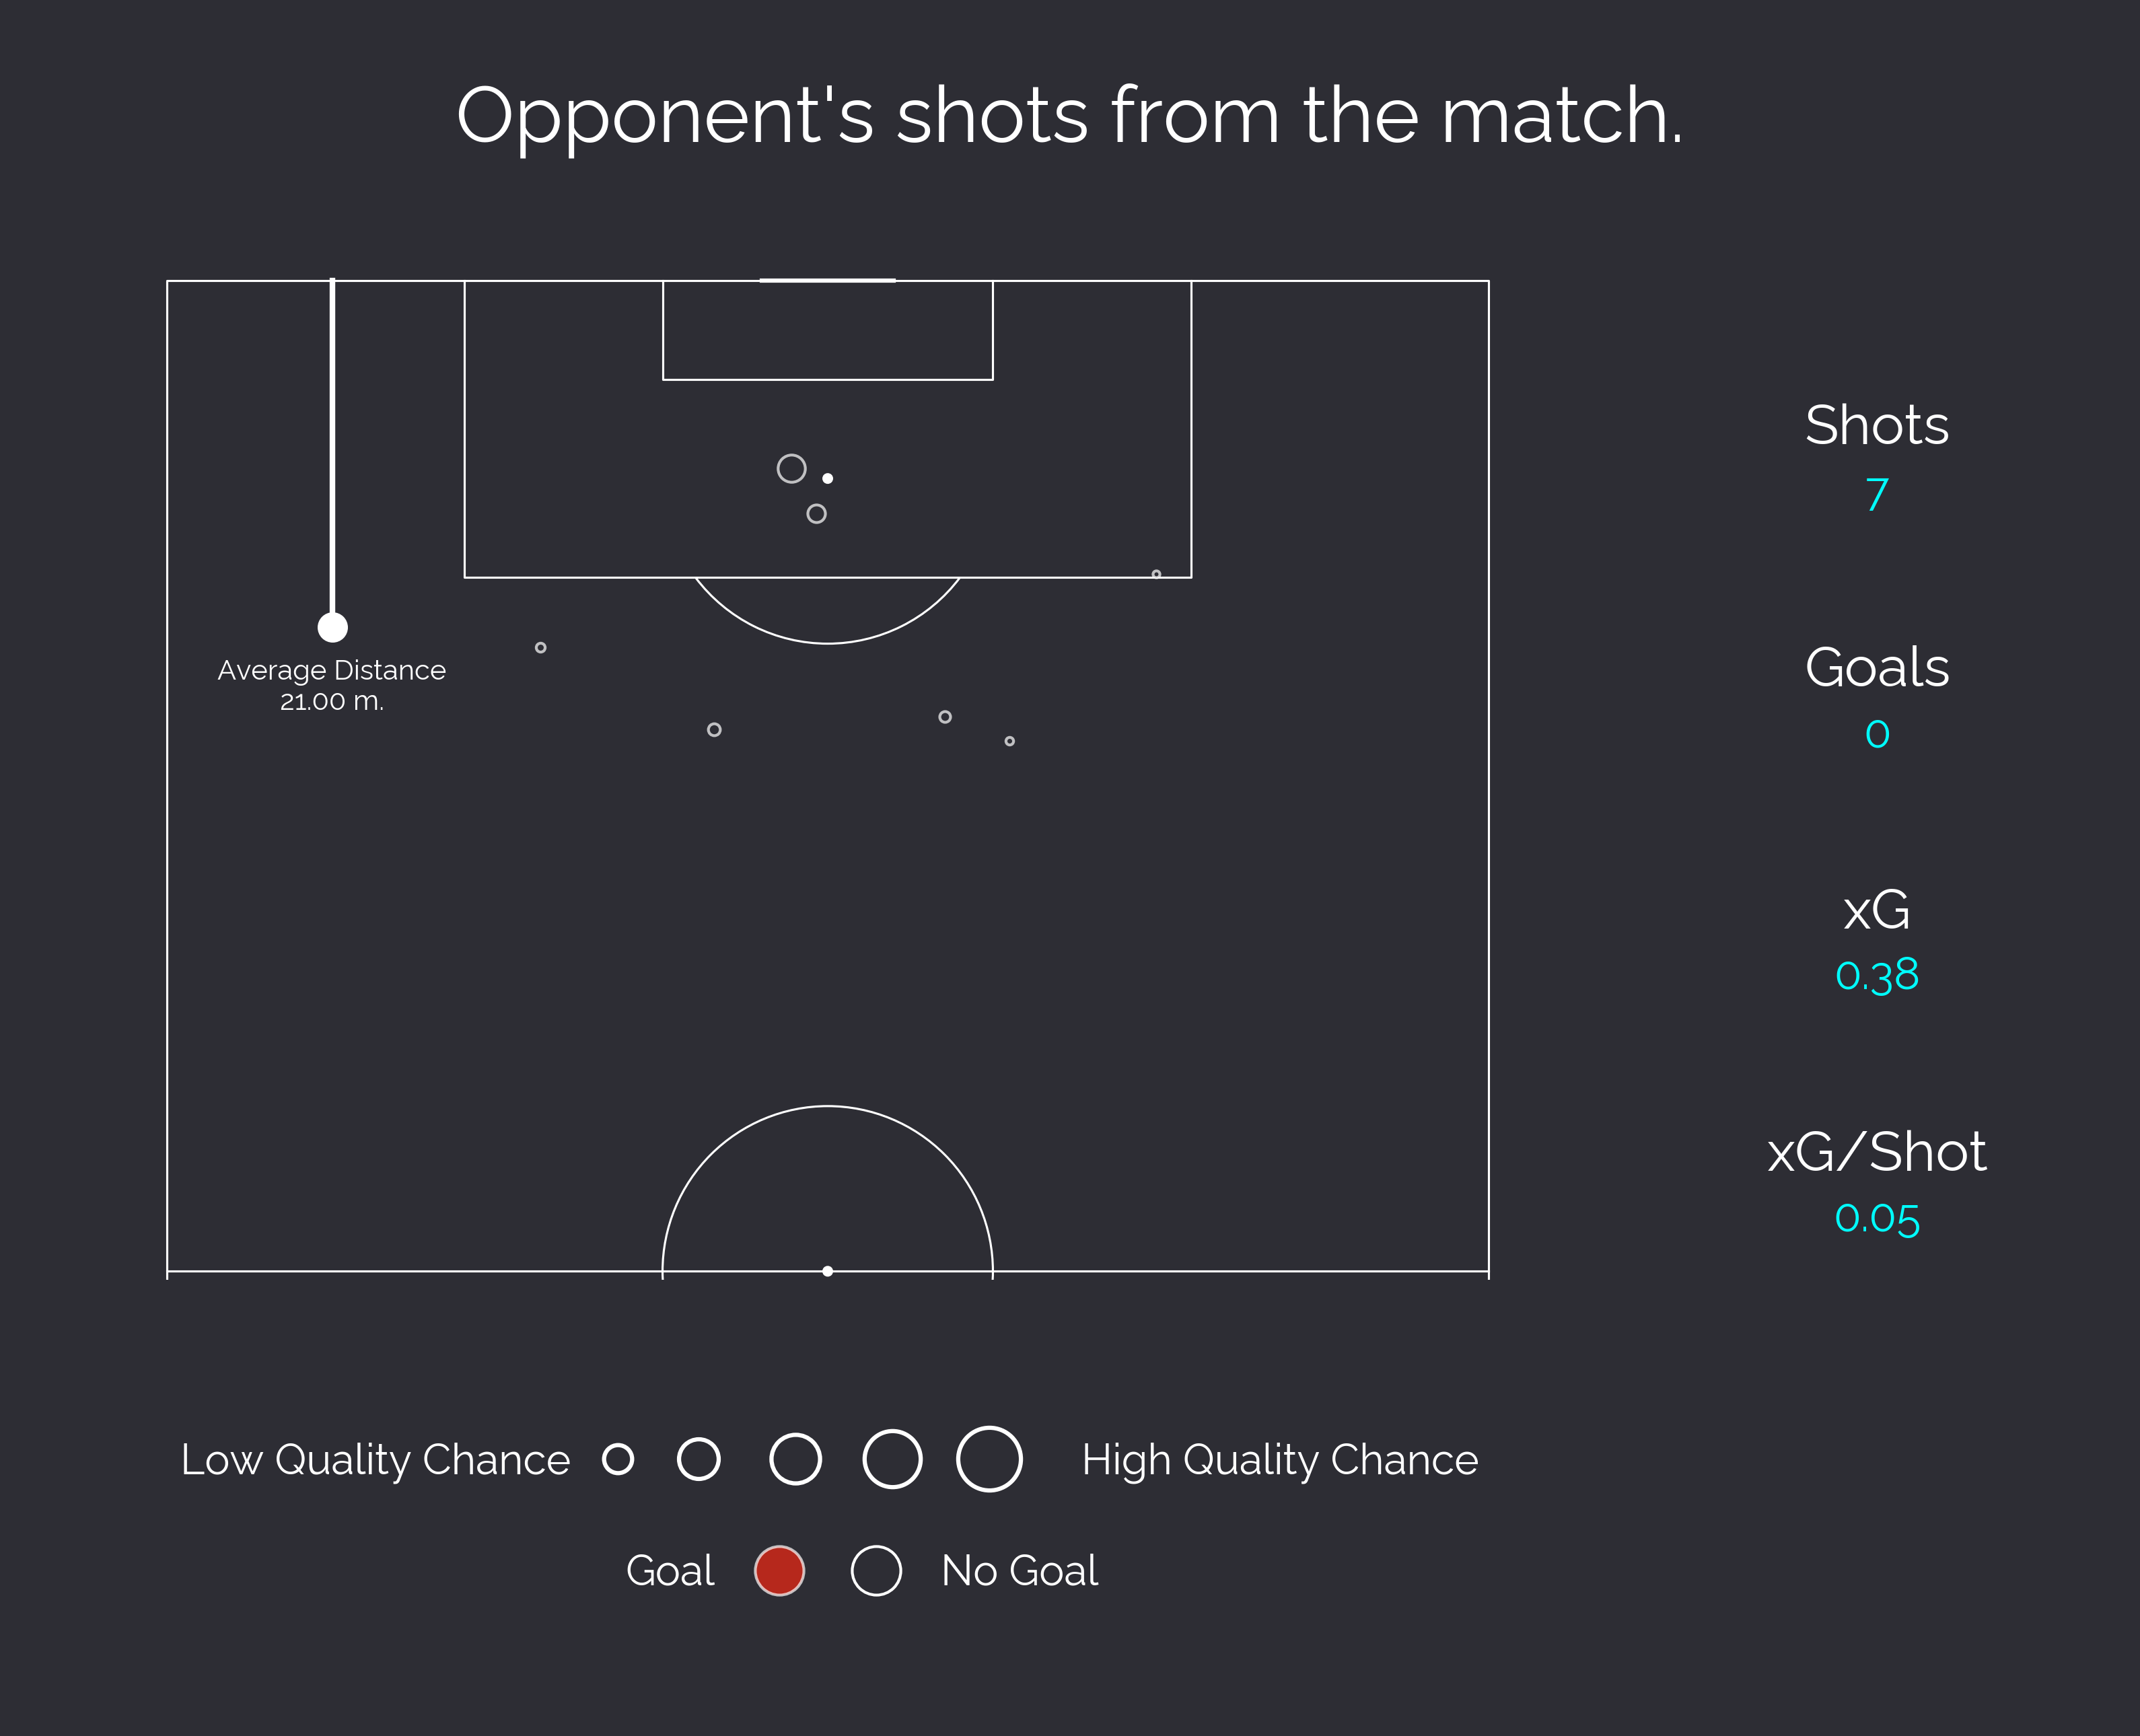 Opponent's shots from the match.
Average Distance
21.00 m.
Shots
7
Goals
0
xG
0.38
xG/Shot
0.05
Low Quality Chance
High Quality Chance
Goal
No Goal